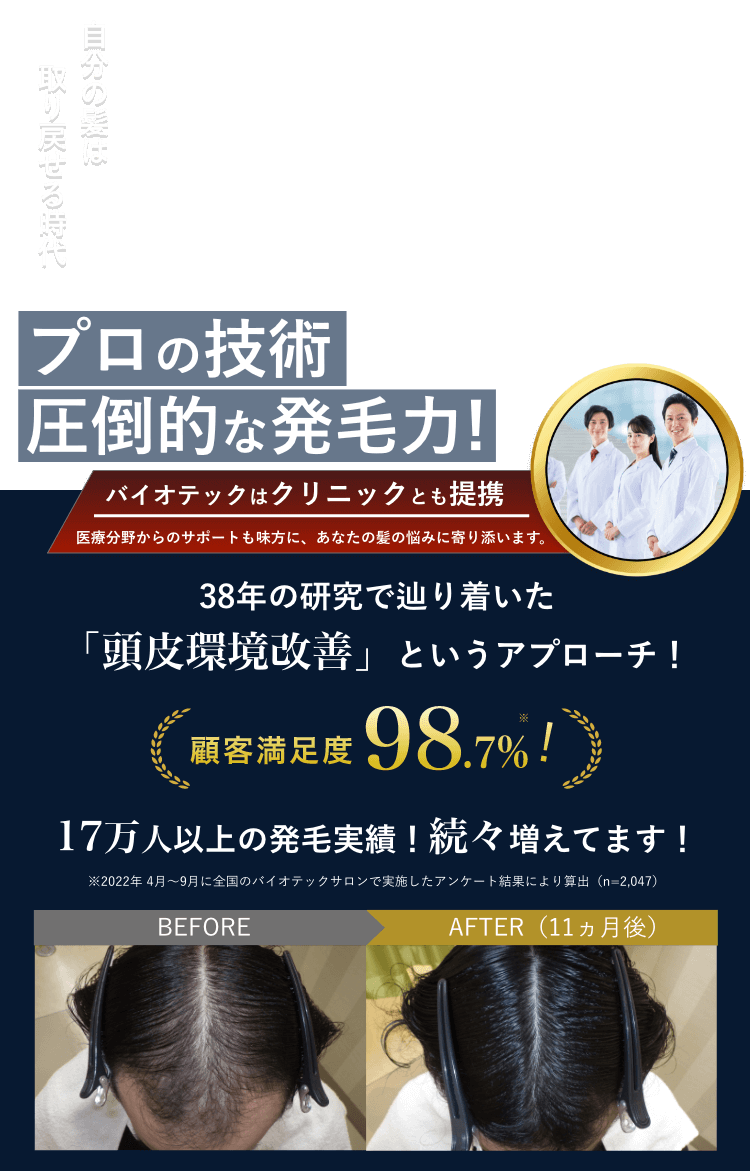 自分の髪は
取り戻せる時代
プロの技術
圧倒的な発毛力!
バイオテックはクリニックとも提携
医療分野からのサポートも味方に、あなたの髪の悩みに寄り添います。
38年の研究で辿り着いた
「頭皮環境改善」というアプローチ！
顧客満足度98.7%※!
17万人以上の発毛実績！続々増えてます！
※2022年 4月〜9月に全国のバイオテックサロンで実施したアンケート結果により算出（n=2,047）
BEFORE
AFTER（11ヵ月後）